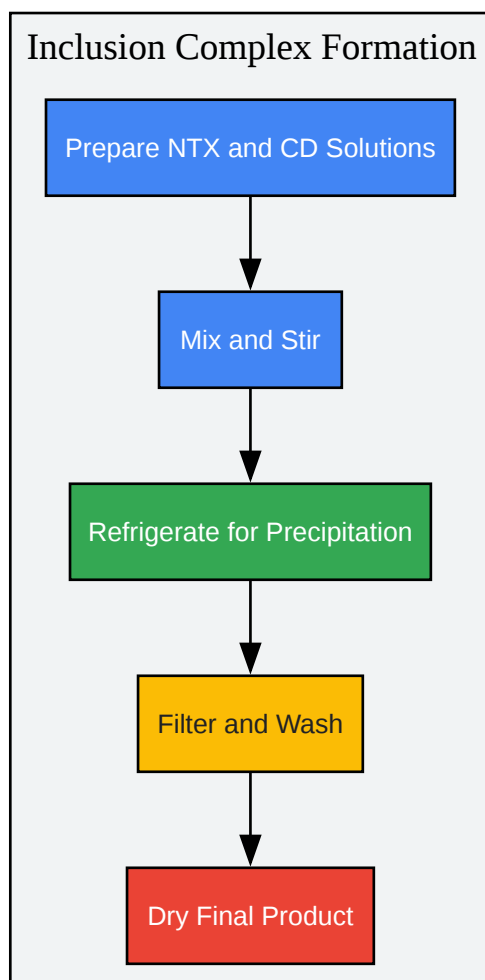 Inclusion Complex Formation
Prepare NTX and CD Solutions
Mix and Stir
Refrigerate for Precipitation
Filter and Wash
Dry Final Product